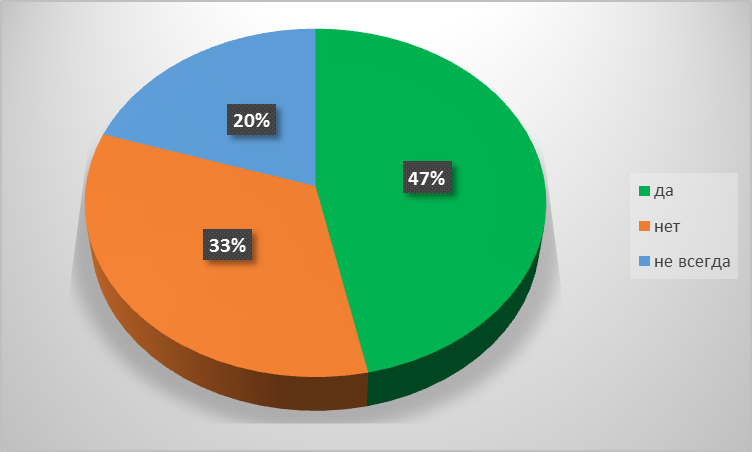 20%
47%
33%
да
нет
не всегда